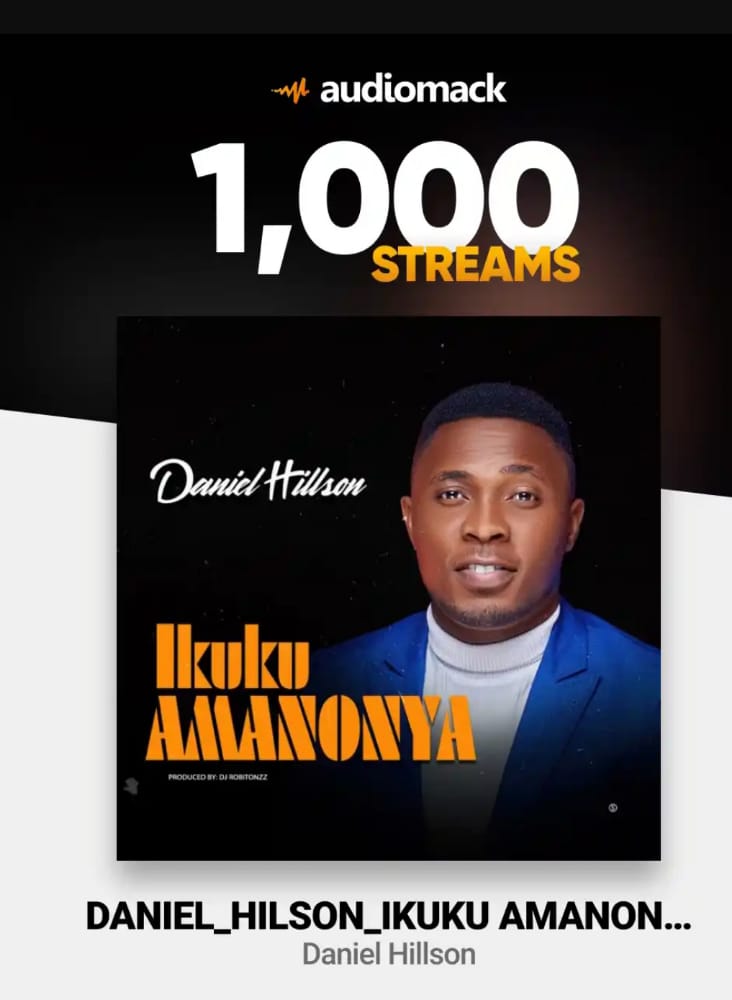 audiomack
1,000
STREAMS
Daniel Hillson
Ikuku
AMANONYA
PRODUCED BY: DJ ROBITONZZ
DANIEL_HILSON_IKUKU AMANON...
Daniel Hillson